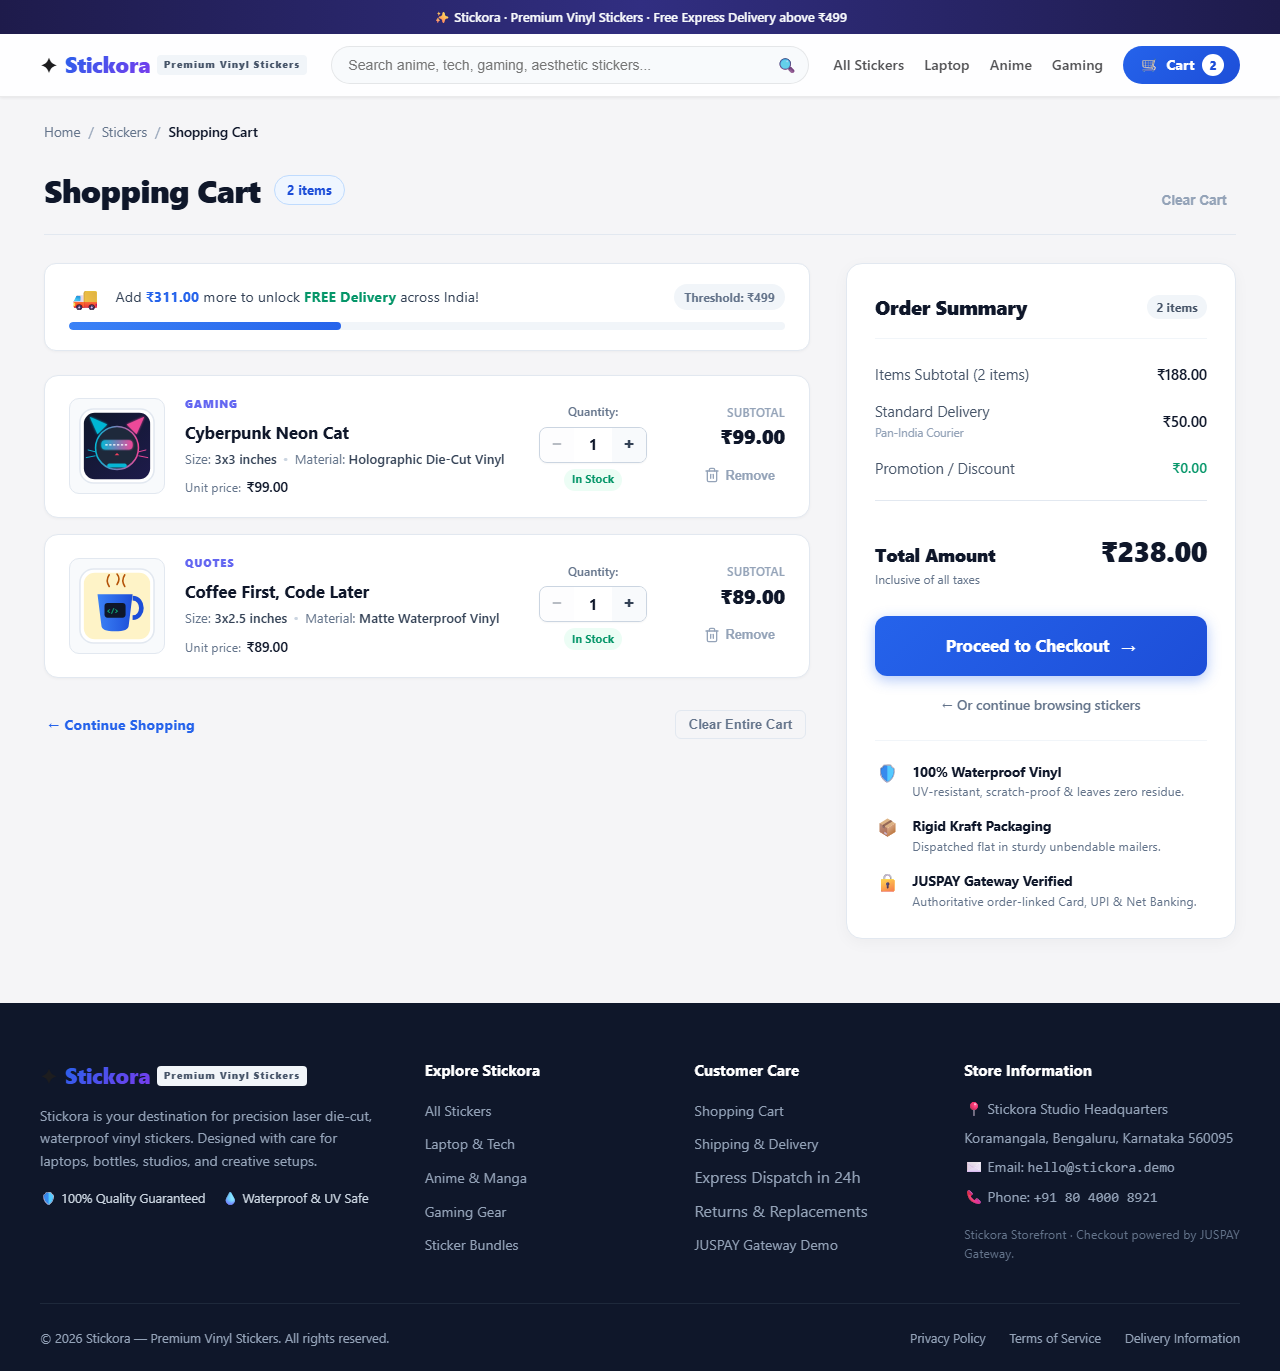 ✨ Stickora · Premium Vinyl Stickers · Free Express Delivery above ₹499
✦ Stickora Premium Vinyl Stickers
Search anime, tech, gaming, aesthetic stickers...
All Stickers Laptop Anime Gaming Cart 2
Home / Stickers / Shopping Cart
Shopping Cart 2 items
Clear Cart
Add ₹311.00 more to unlock FREE Delivery across India!
Threshold: ₹499
GAMING
Cyberpunk Neon Cat
Size: 3x3 inches • Material: Holographic Die-Cut Vinyl
Unit price: ₹99.00
Quantity:
− 1 +
In Stock
SUBTOTAL
₹99.00
Remove
QUOTES
Coffee First, Code Later
Size: 3x2.5 inches • Material: Matte Waterproof Vinyl
Unit price: ₹89.00
</>
Quantity:
− 1 +
In Stock
SUBTOTAL
₹89.00
Remove
← Continue Shopping
Clear Entire Cart
Order Summary 2 items
Items Subtotal (2 items) ₹188.00
Standard Delivery ₹50.00
Pan-India Courier
Promotion / Discount ₹0.00
Total Amount ₹238.00
Inclusive of all taxes
Proceed to Checkout →
← Or continue browsing stickers
100% Waterproof Vinyl
UV-resistant, scratch-proof & leaves zero residue.
Rigid Kraft Packaging
Dispatched flat in sturdy unbendable mailers.
JUSPAY Gateway Verified
Authoritative order-linked Card, UPI & Net Banking.
✦ Stickora Premium Vinyl Stickers
Stickora is your destination for precision laser die-cut,
waterproof vinyl stickers. Designed with care for
laptops, bottles, studios, and creative setups.
100% Quality Guaranteed Waterproof & UV Safe
Explore Stickora
All Stickers
Laptop & Tech
Anime & Manga
Gaming Gear
Sticker Bundles
Customer Care
Shopping Cart
Shipping & Delivery
Express Dispatch in 24h
Returns & Replacements
JUSPAY Gateway Demo
Store Information
Stickora Studio Headquarters
Koramangala, Bengaluru, Karnataka 560095
Email: hello@stickora.demo
Phone: +91 80 4000 8921
Stickora Storefront · Checkout powered by JUSPAY
Gateway.
© 2026 Stickora — Premium Vinyl Stickers. All rights reserved.
Privacy Policy Terms of Service Delivery Information